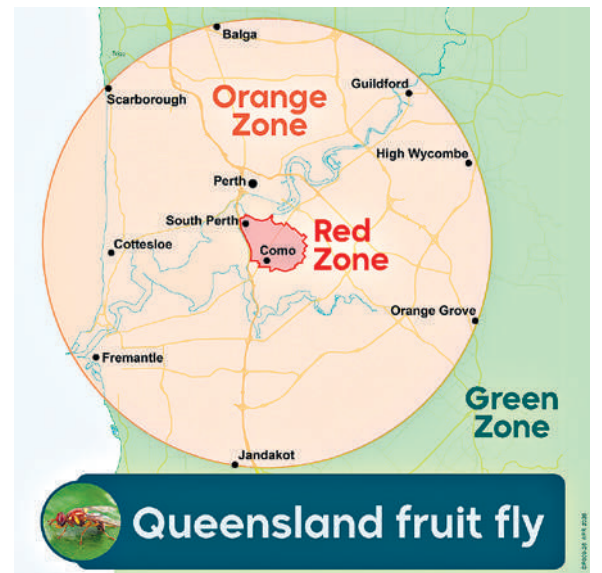 Balga
Scarborough
Guildford
Orange
Zone
High Wycombe
Perth
South Perth
Red
Zone
Como
Cottesloe
Orange Grove
Fremantle
Green
Zone
Jandakot
Queensland fruit fly